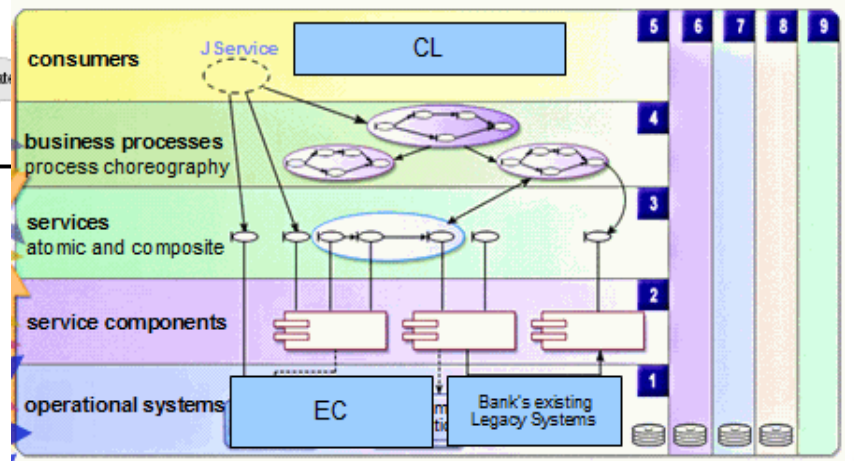 consumers
J Service
CL
5
6
7
8
9
business processes
process choreography
4
services
atomic and composite
3
service components
2
operational systems
EC
Bank's existing
Legacy Systems
1